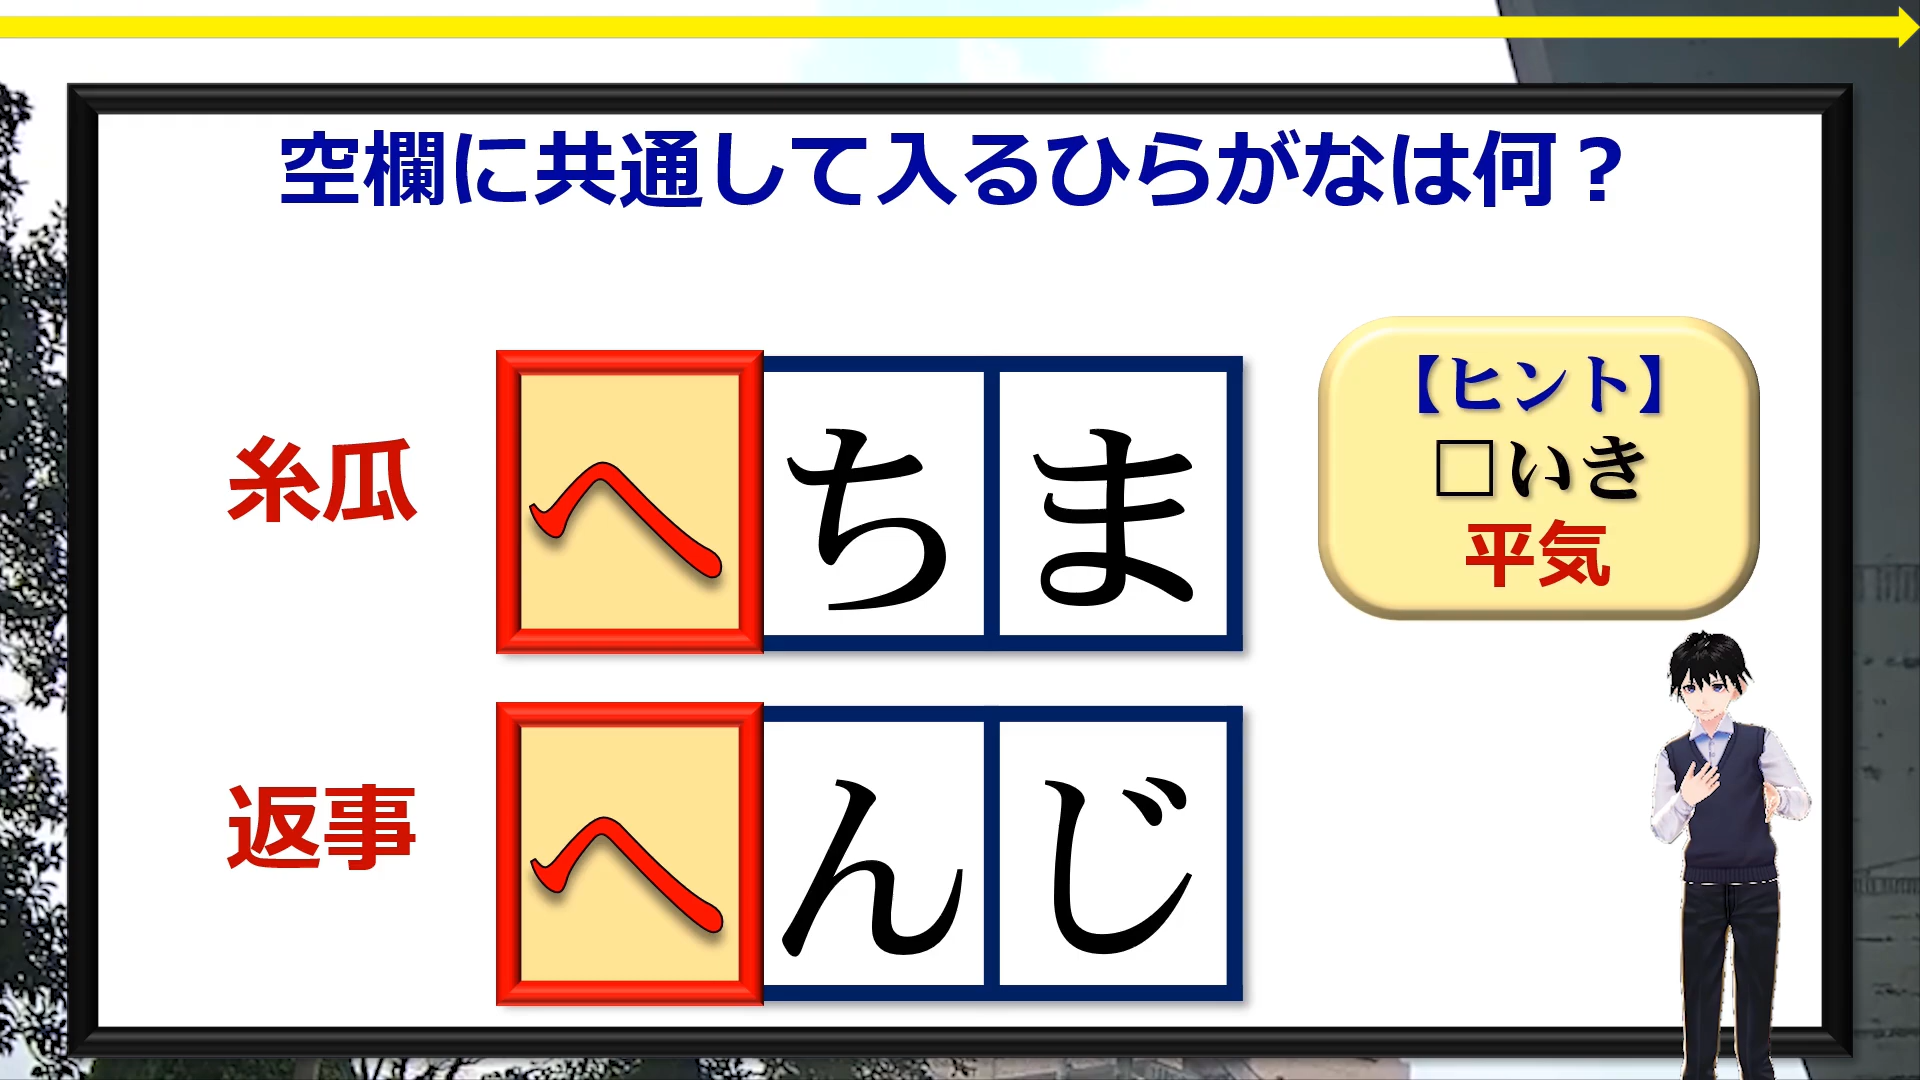 空欄に共通して入るひらがなは何？
糸瓜
へちま
【ヒント】
□いき
平気
返事
へんじ